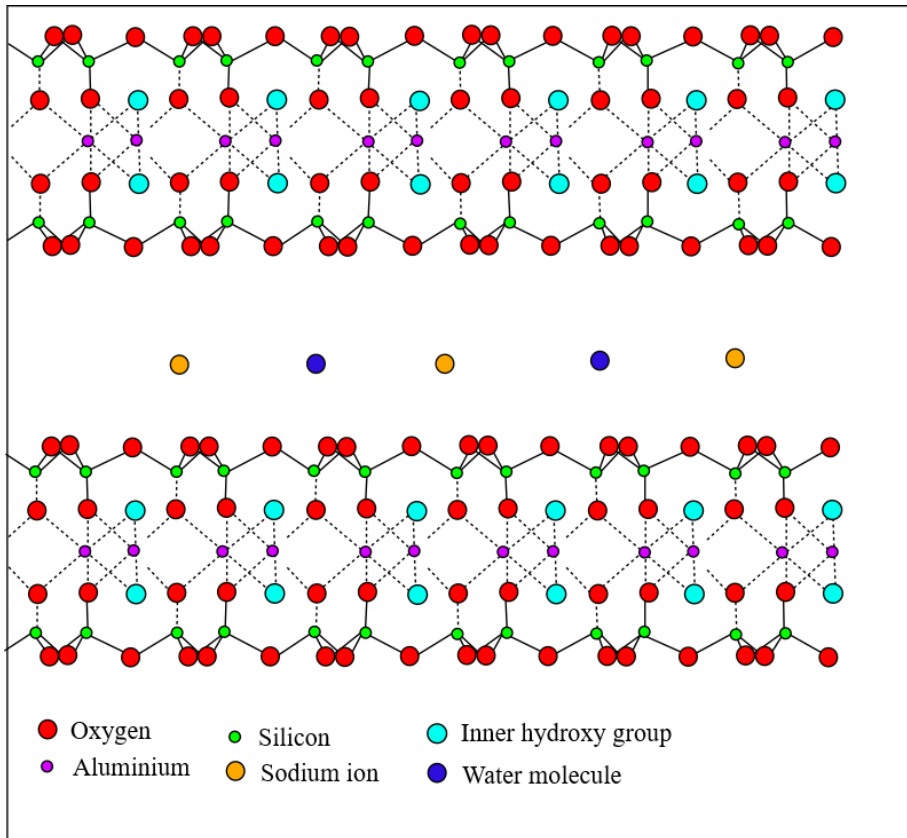 Oxygen
Silicon
Inner hydroxy group
Aluminium
Sodium ion
Water molecule